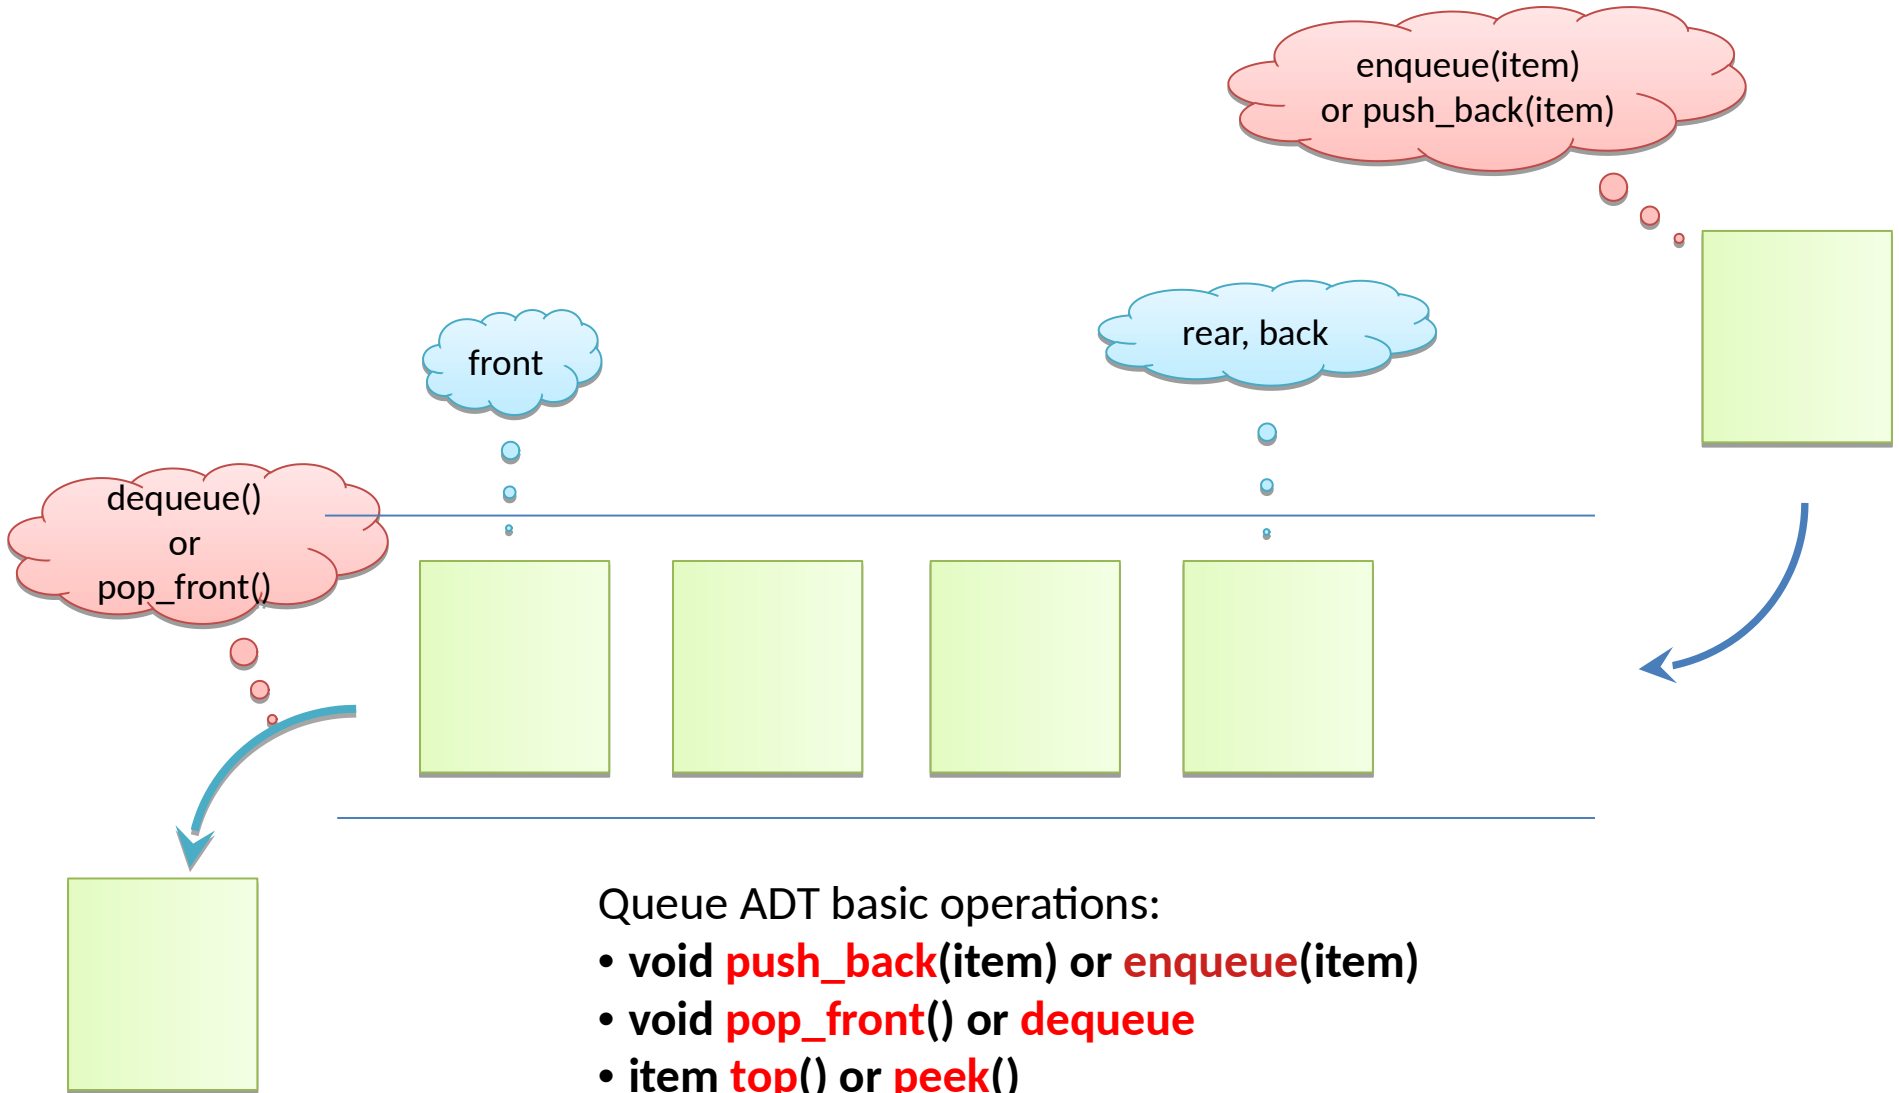 enqueue(item)
or push_back(item)
rear, back
front
dequeue()
or
pop_front()
Queue ADT basic operations:
• void push_back(item) or enqueue(item)
• void pop_front() or dequeue
• item top() or peek()